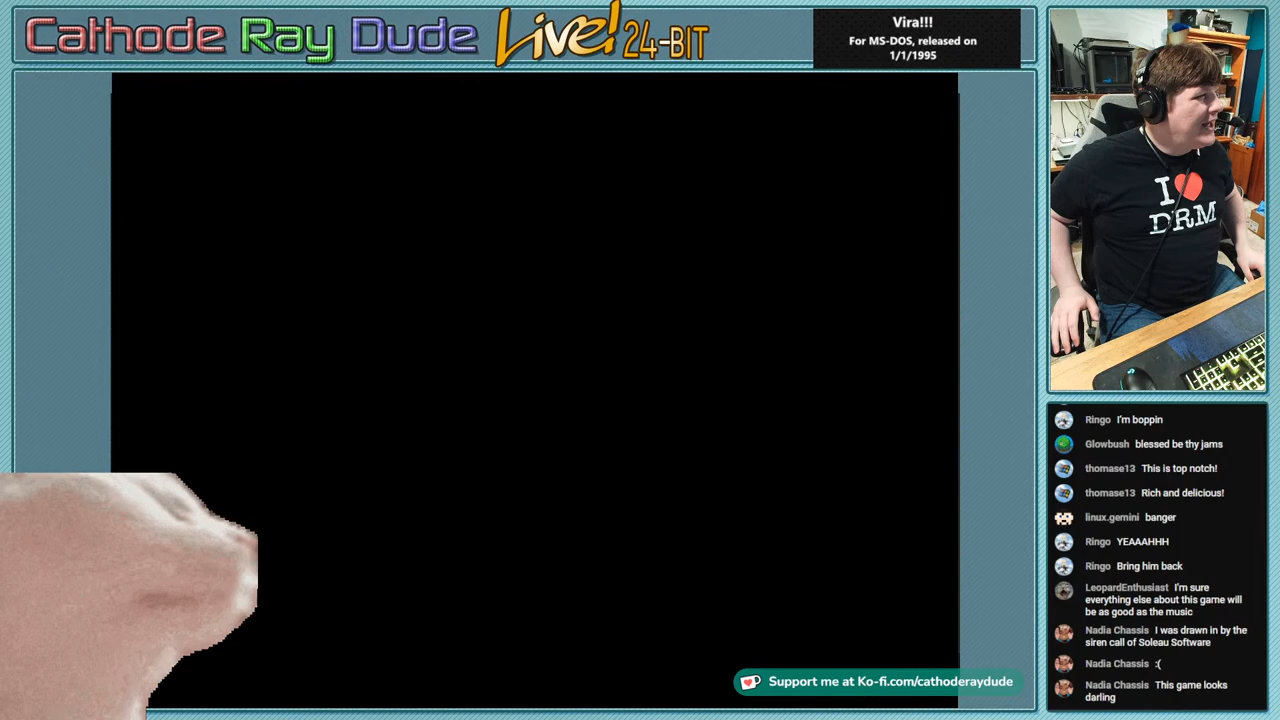 Cathode Ray Dude Live! 24-BIT
Vira!!!
For MS-DOS, released on
1/1/1995
I ❤ DRM
Ringo I'm boppin
Glowbush blessed be thy jams
thomase13 This is top notch!
thomase13 Rich and delicious!
linux.gemini banger
Ringo YEAAAHHH
Ringo Bring him back
LeopardEnthusiast I'm sure
everything else about this game will
be as good as the music
Nadia Chassis I was drawn in by the
siren call of Soleau Software
Nadia Chassis :(
Nadia Chassis This game looks
darling
Support me at Ko-fi.com/cathoderaydude